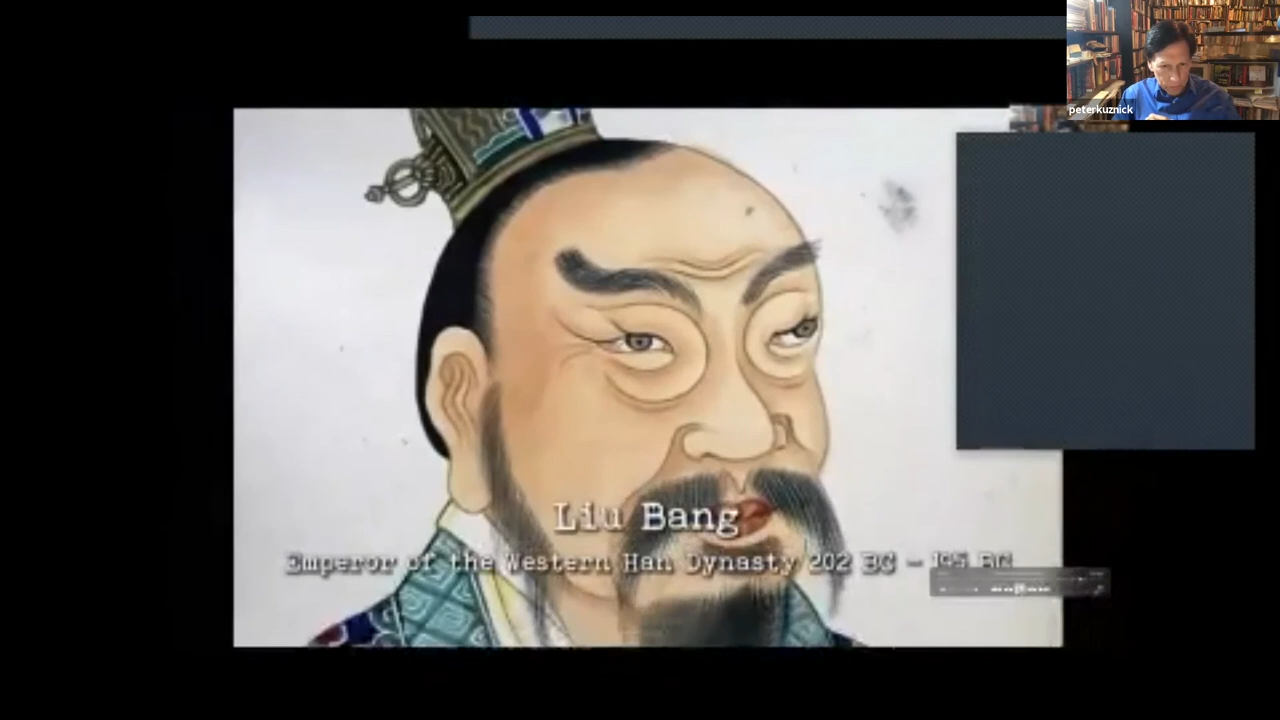 peterkuznick
Liu Bang
Emperor of the Western Han Dynasty 202 BC - 195 BC